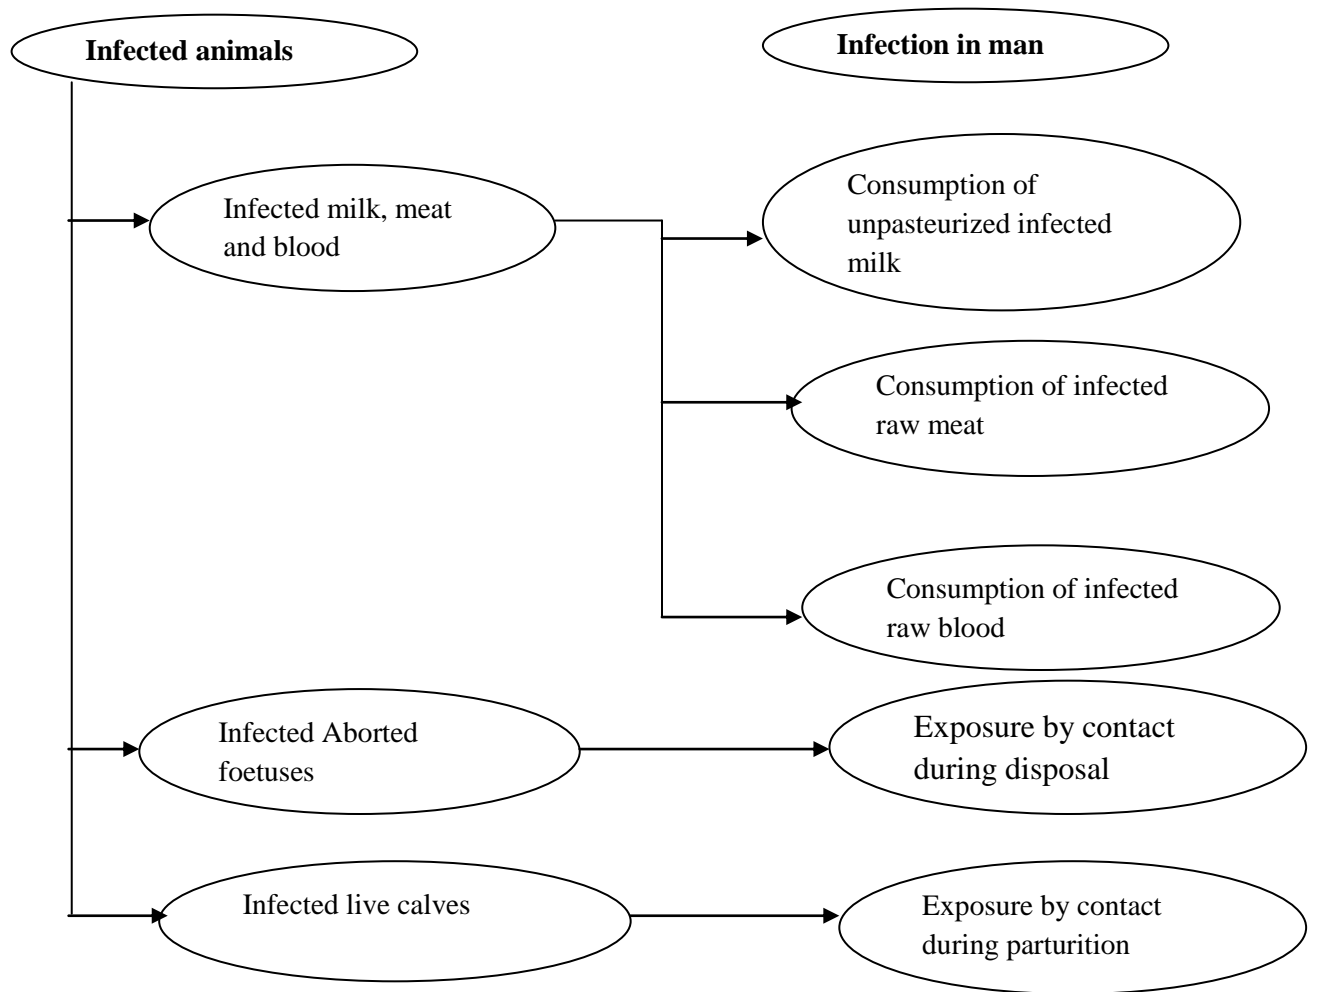 Infected animals
Infection in man
Infected milk, meat
and blood
Consumption of
unpasteurized infected
milk
Consumption of infected
raw meat
Consumption of infected
raw blood
Infected Aborted
foetuses
Exposure by contact
during disposal
Infected live calves
Exposure by contact
during parturition